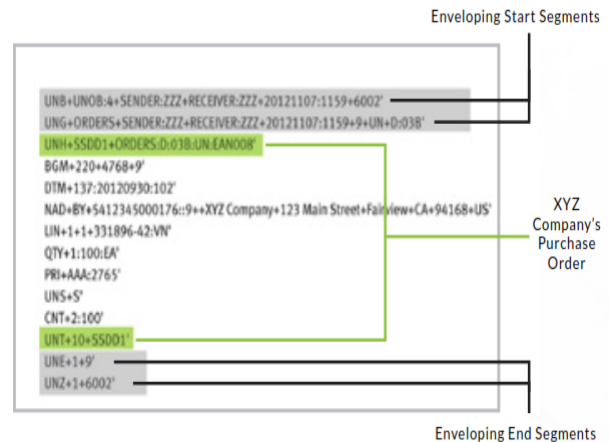 Enveloping Start Segments
UNB+UNOB:4+SENDER:ZZZ+RECEIVER:ZZZ+20121107:1159+6002'
UNG+ORDERS+SENDER:ZZZ+RECEIVER:ZZZ+20121107:1159+9+UN+D:03B'
UNH+SSDD1+ORDERS:D:03B:UN:EAN008'
BGM+220+4768+9'
DTM+137:20120930:102'
NAD+BY+5412345000176::9++XYZ Company+123 Main Street+Fairview+CA+94168+US'
LIN+1+1+331896-42:VN'
QTY+1:100:EA'
PRI+AAA:2765'
UNS+S'
CNT+2:100'
UNT+10+SSDD1'
UNE+1+9'
UNZ+1+6002'
XYZ
Company's
Purchase
Order
Enveloping End Segments